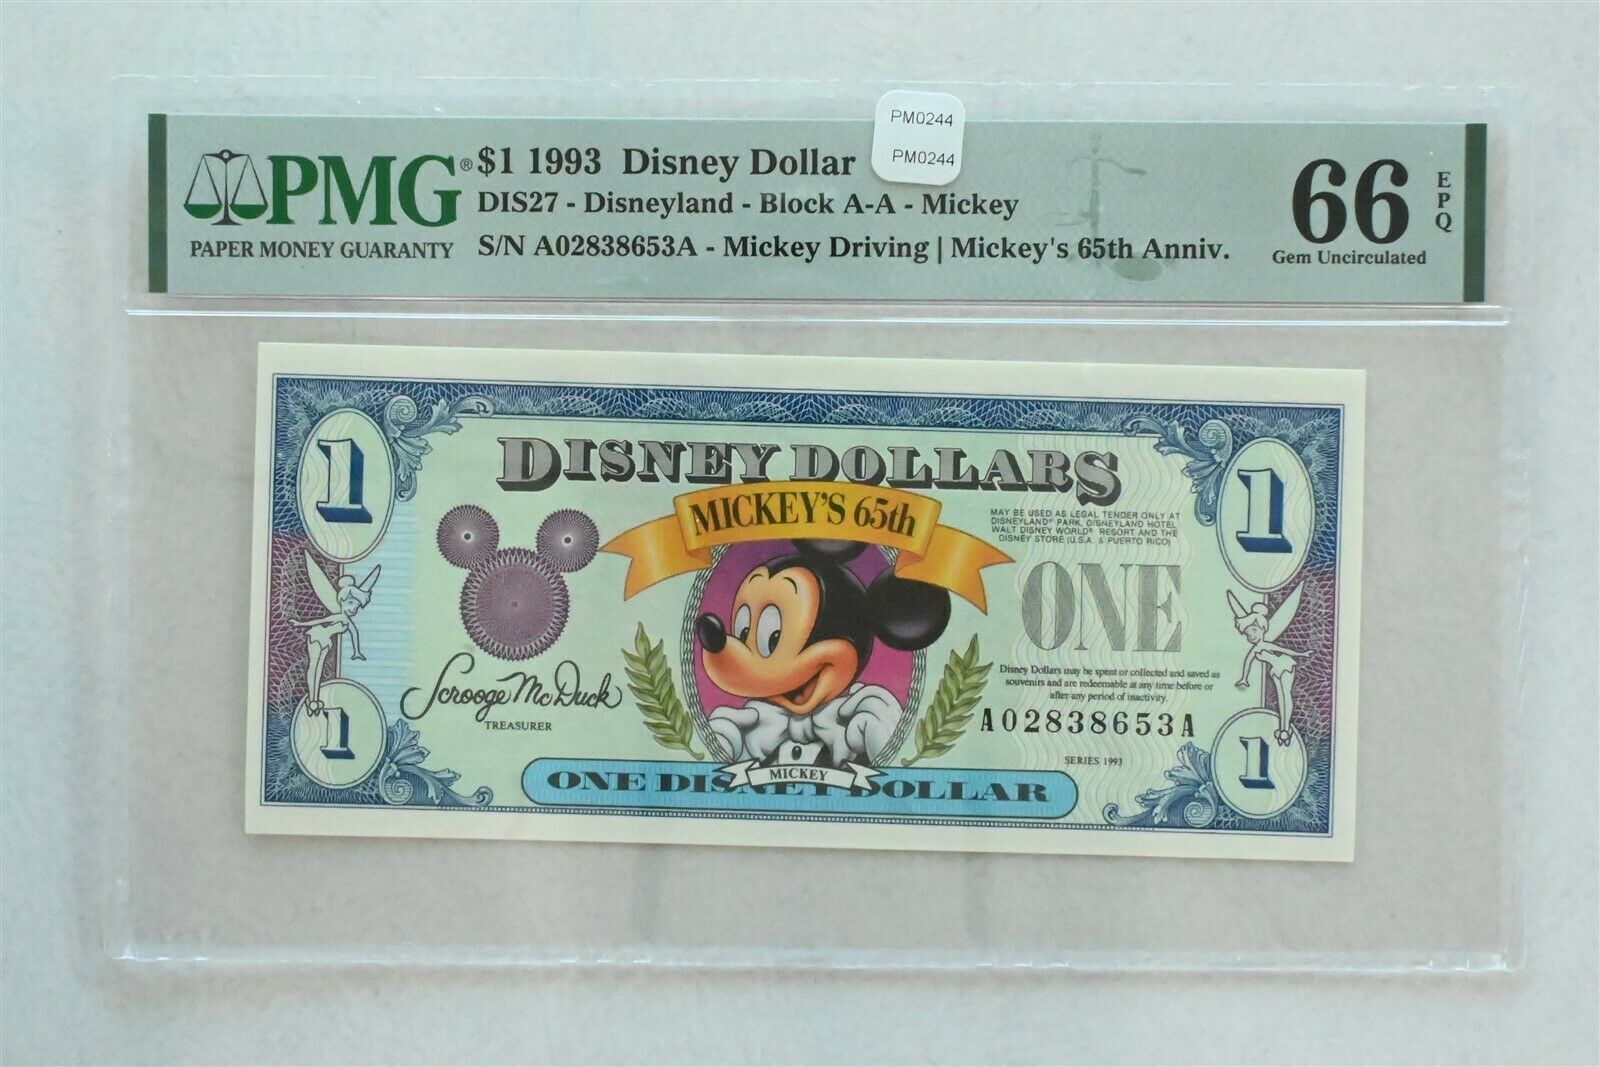 PM0244
PM0244
PMG®
PAPER MONEY GUARANTY
$1 1993 Disney Dollar
DIS27 - Disneyland - Block A-A - Mickey
S/N A02838653A - Mickey Driving | Mickey's 65th Anniv.
66
EPQ
Gem Uncirculated
1
1
DISNEY DOLLARS
MICKEY'S 65th
MAY BE USED AS LEGAL TENDER ONLY AT
DISNEYLAND® PARK, DISNEYLAND HOTEL
WALT DISNEY WORLD® RESORT AND THE
DISNEY STORE (U.S.A. & PUERTO RICO)
ONE
Disney Dollars may be spent or collected and saved as
souvenirs and are redeemable at any time before or
after any period of inactivity.
Scrooge McDuck
TREASURER
A02838653A
SERIES 1993
MICKEY
ONE DISNEY DOLLAR
1
1